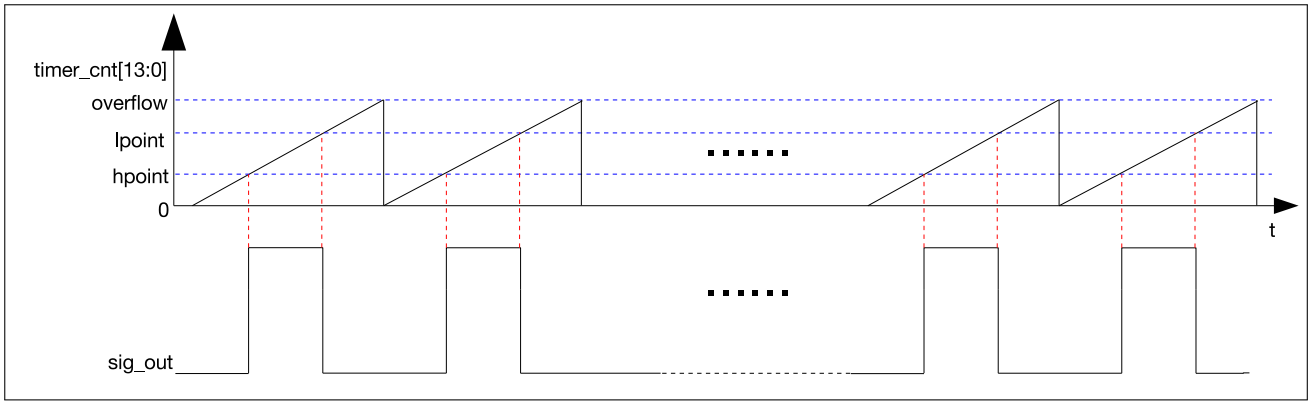 timer_cnt[13:0]
overflow
lpoint
hpoint
0
t
sig_out